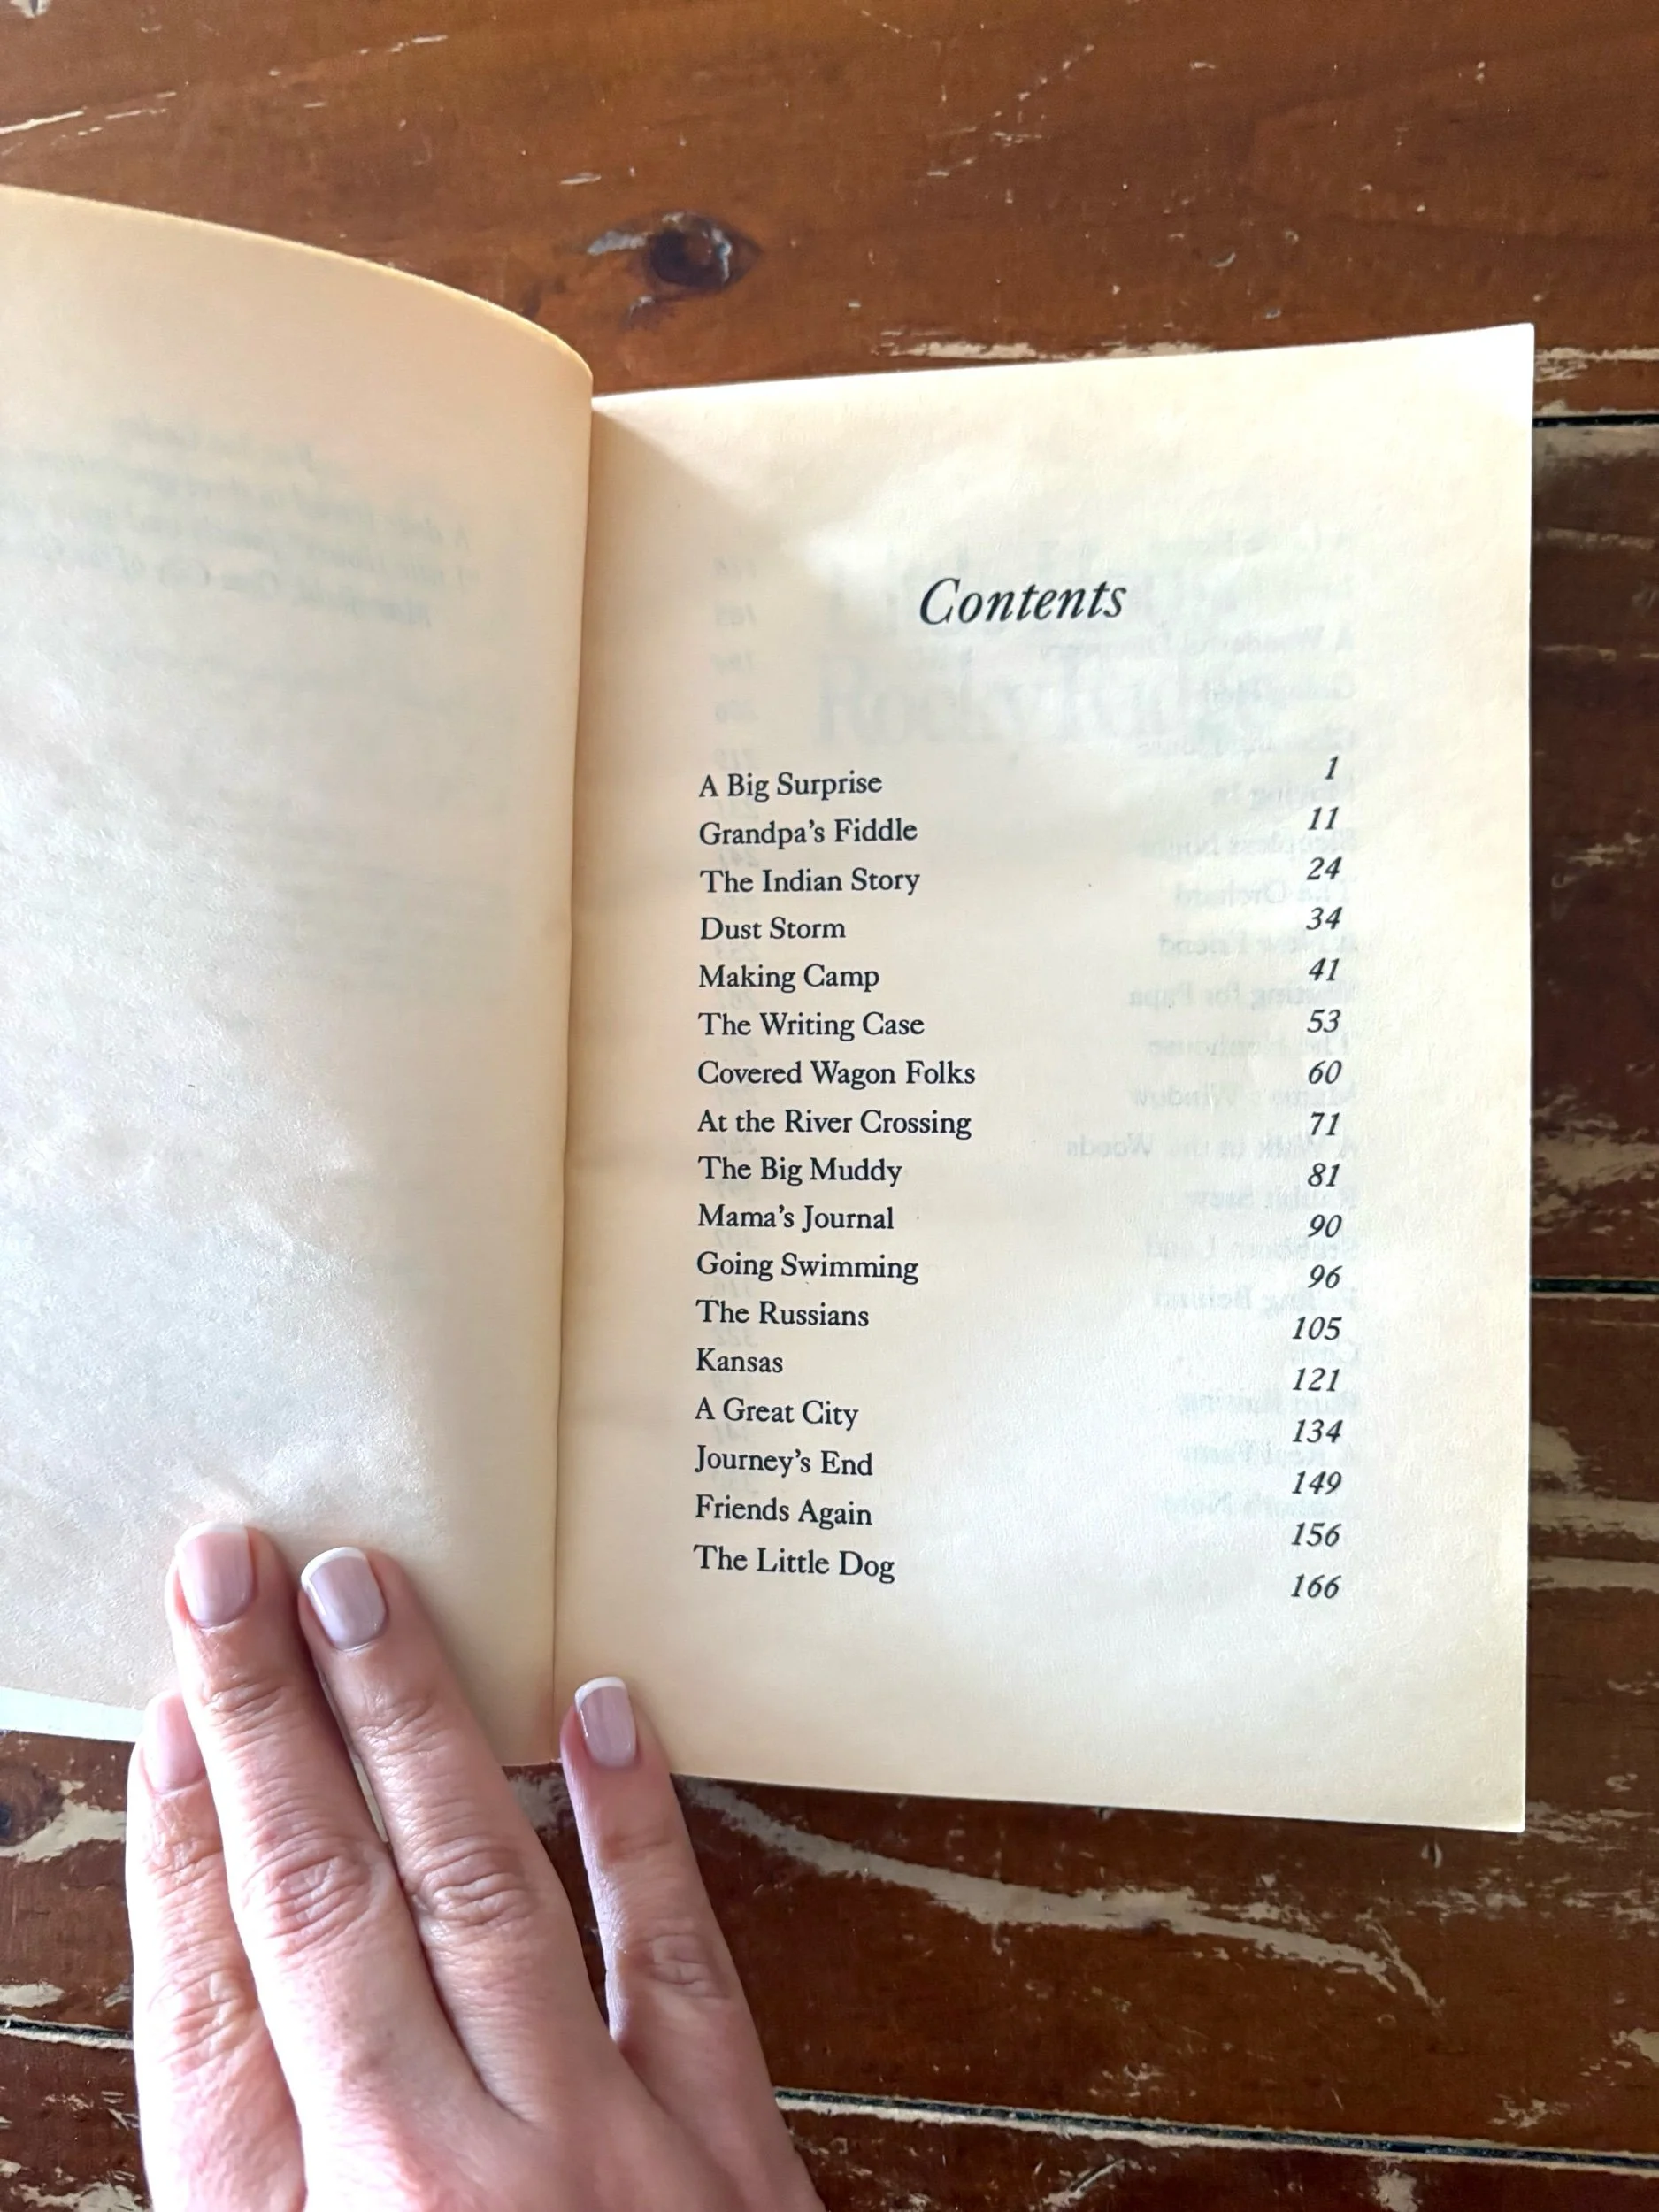 Contents
A Big Surprise 1
Grandpa's Fiddle 11
The Indian Story 24
Dust Storm 34
Making Camp 41
The Writing Case 53
Covered Wagon Folks 60
At the River Crossing 71
The Big Muddy 81
Mama's Journal 90
Going Swimming 96
The Russians 105
Kansas 121
A Great City 134
Journey's End 149
Friends Again 156
The Little Dog 166